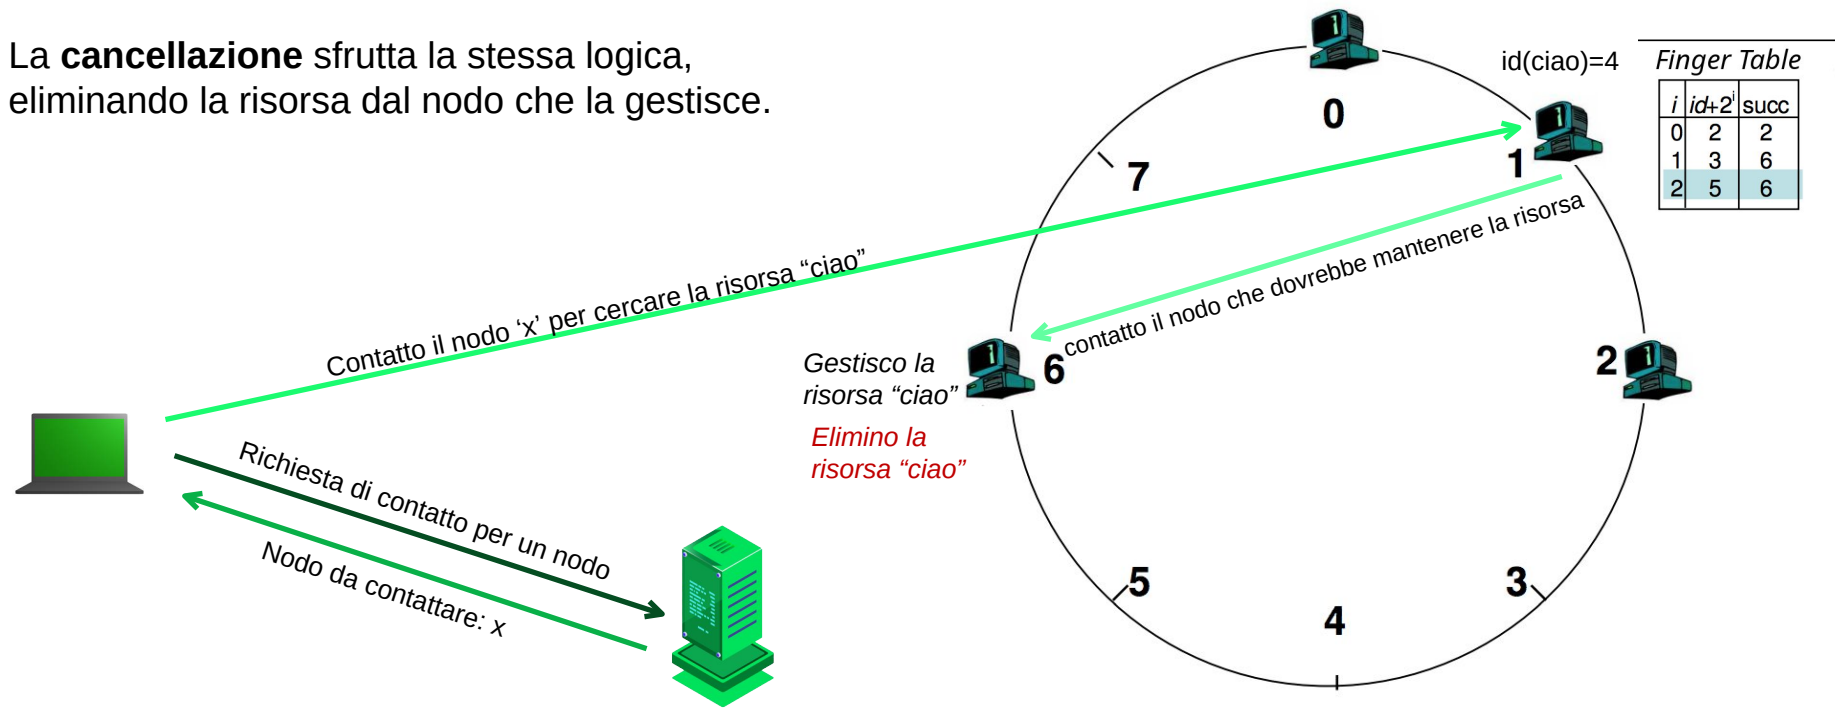 La cancellazione sfrutta la stessa logica,
eliminando la risorsa dal nodo che la gestisce.
id(ciao)=4
Finger Table
i id+2^i succ
0 2 2
1 3 6
2 5 6
0
1
7
2
6
5
3
4
Contatto il nodo ‘x’ per cercare la risorsa “ciao”
contatto il nodo che dovrebbe mantenere la risorsa
Gestisco la
risorsa “ciao”
Elimino la
risorsa “ciao”
Richiesta di contatto per un nodo
Nodo da contattare: x